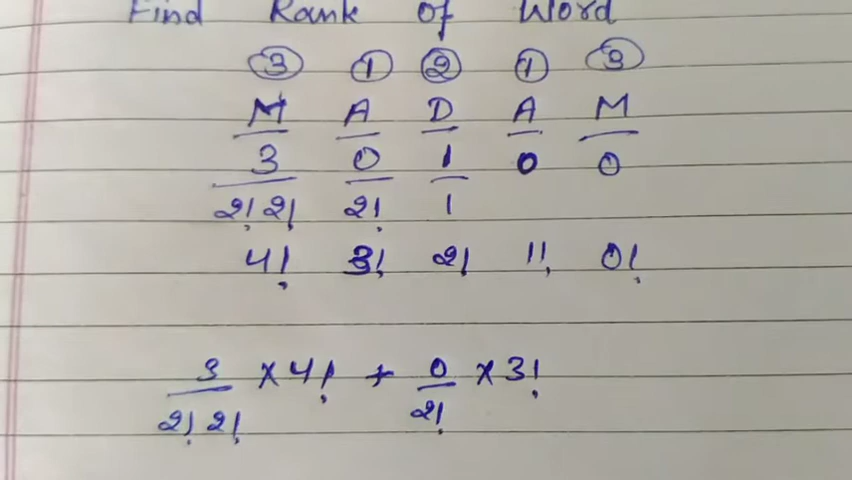 Find Rank Of Word
3 1 2 1 3
M A D A M
3 0 1 0 0
2! 2! 2! 1
4! 3! 2! 1! 0!
3 × 4! + 0 × 3!
2! 2! 2!